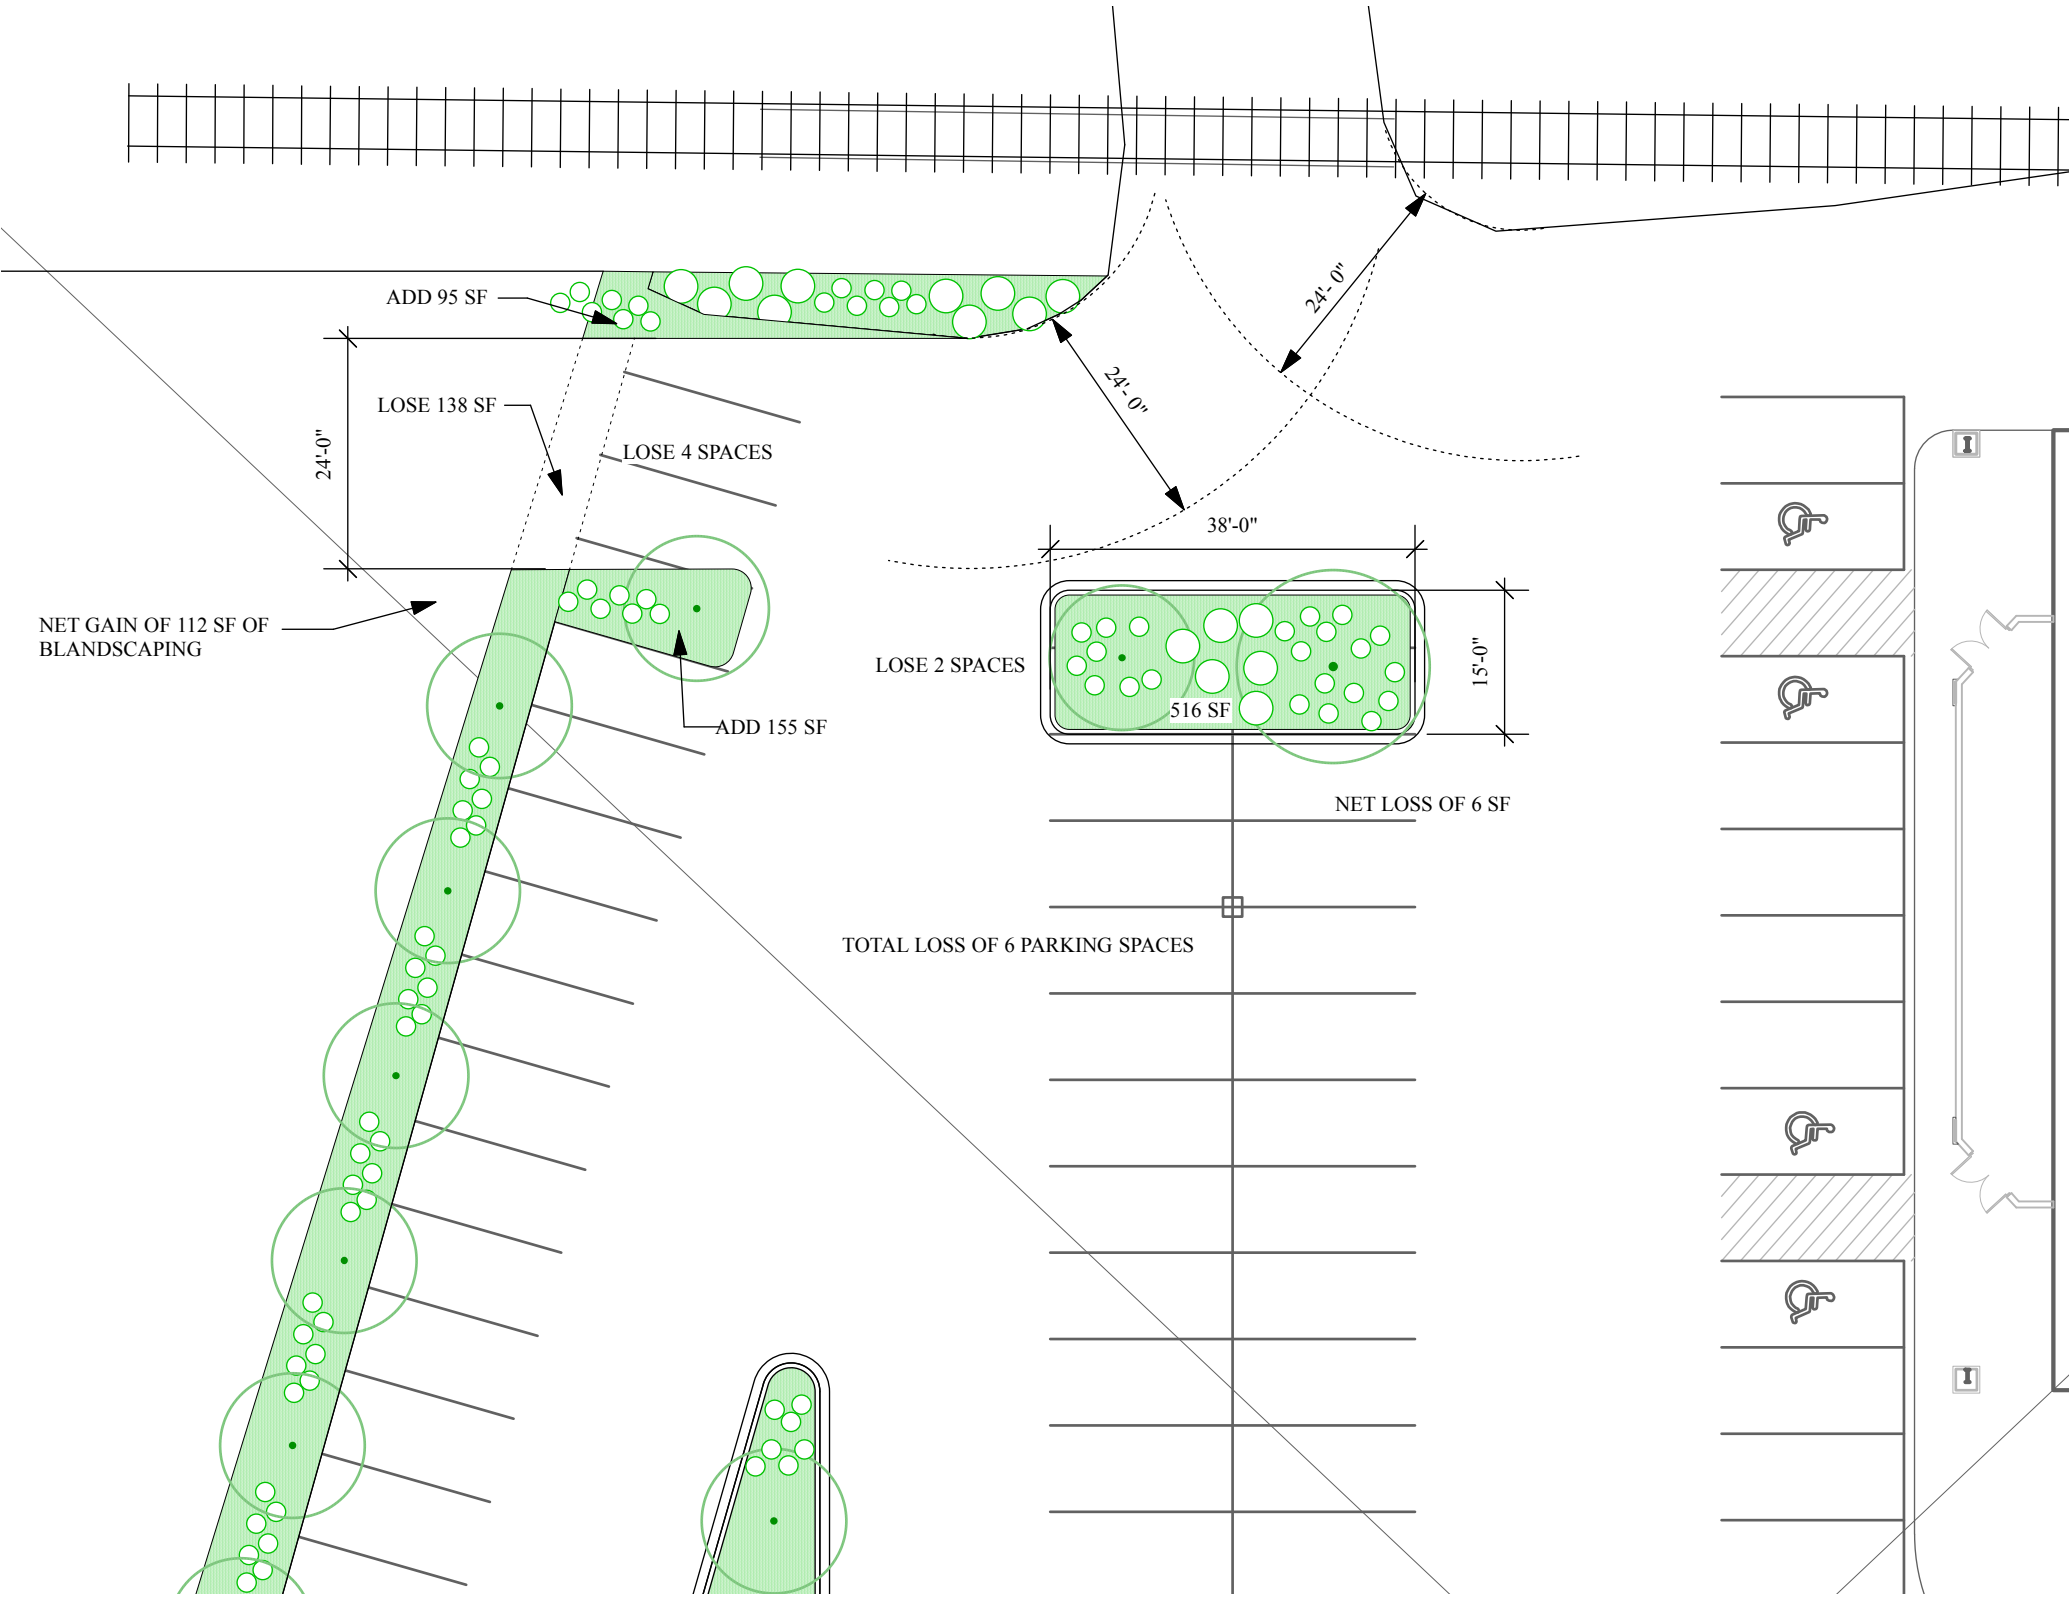 24'- 0"
ADD 95 SF
24'- 0"
LOSE 138 SF
24'-0"
LOSE 4 SPACES
38'-0"
NET GAIN OF 112 SF OF
BLANDSCAPING
LOSE 2 SPACES
15'-0"
516 SF
ADD 155 SF
NET LOSS OF 6 SF
TOTAL LOSS OF 6 PARKING SPACES